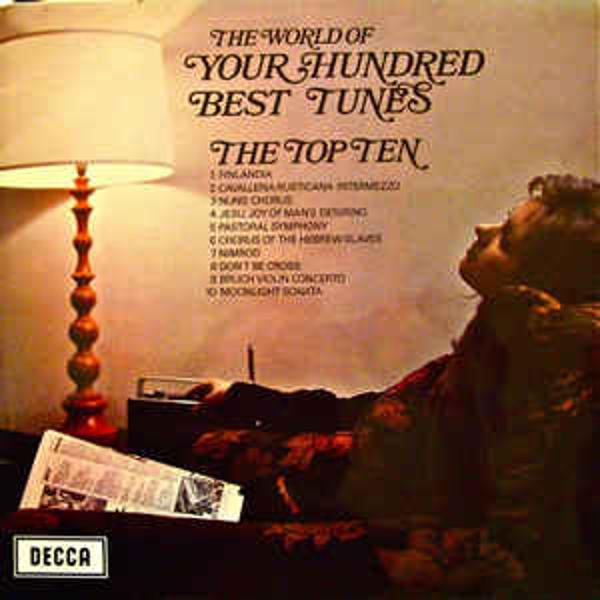 THE WORLD OF
YOUR HUNDRED
BEST TUNES
THE TOP TEN
1 FINLANDIA
2 CAVALLERIA RUSTICANA INTERMEZZO
3 NUNS CHORUS
4 JESU, JOY OF MAN'S DESIRING
5 PASTORAL SYMPHONY
6 CHORUS OF THE HEBREW SLAVES
7 NIMROD
8 DON'T BE CROSS
9 BRUCH VIOLIN CONCERTO
10 MOONLIGHT SONATA
DECCA